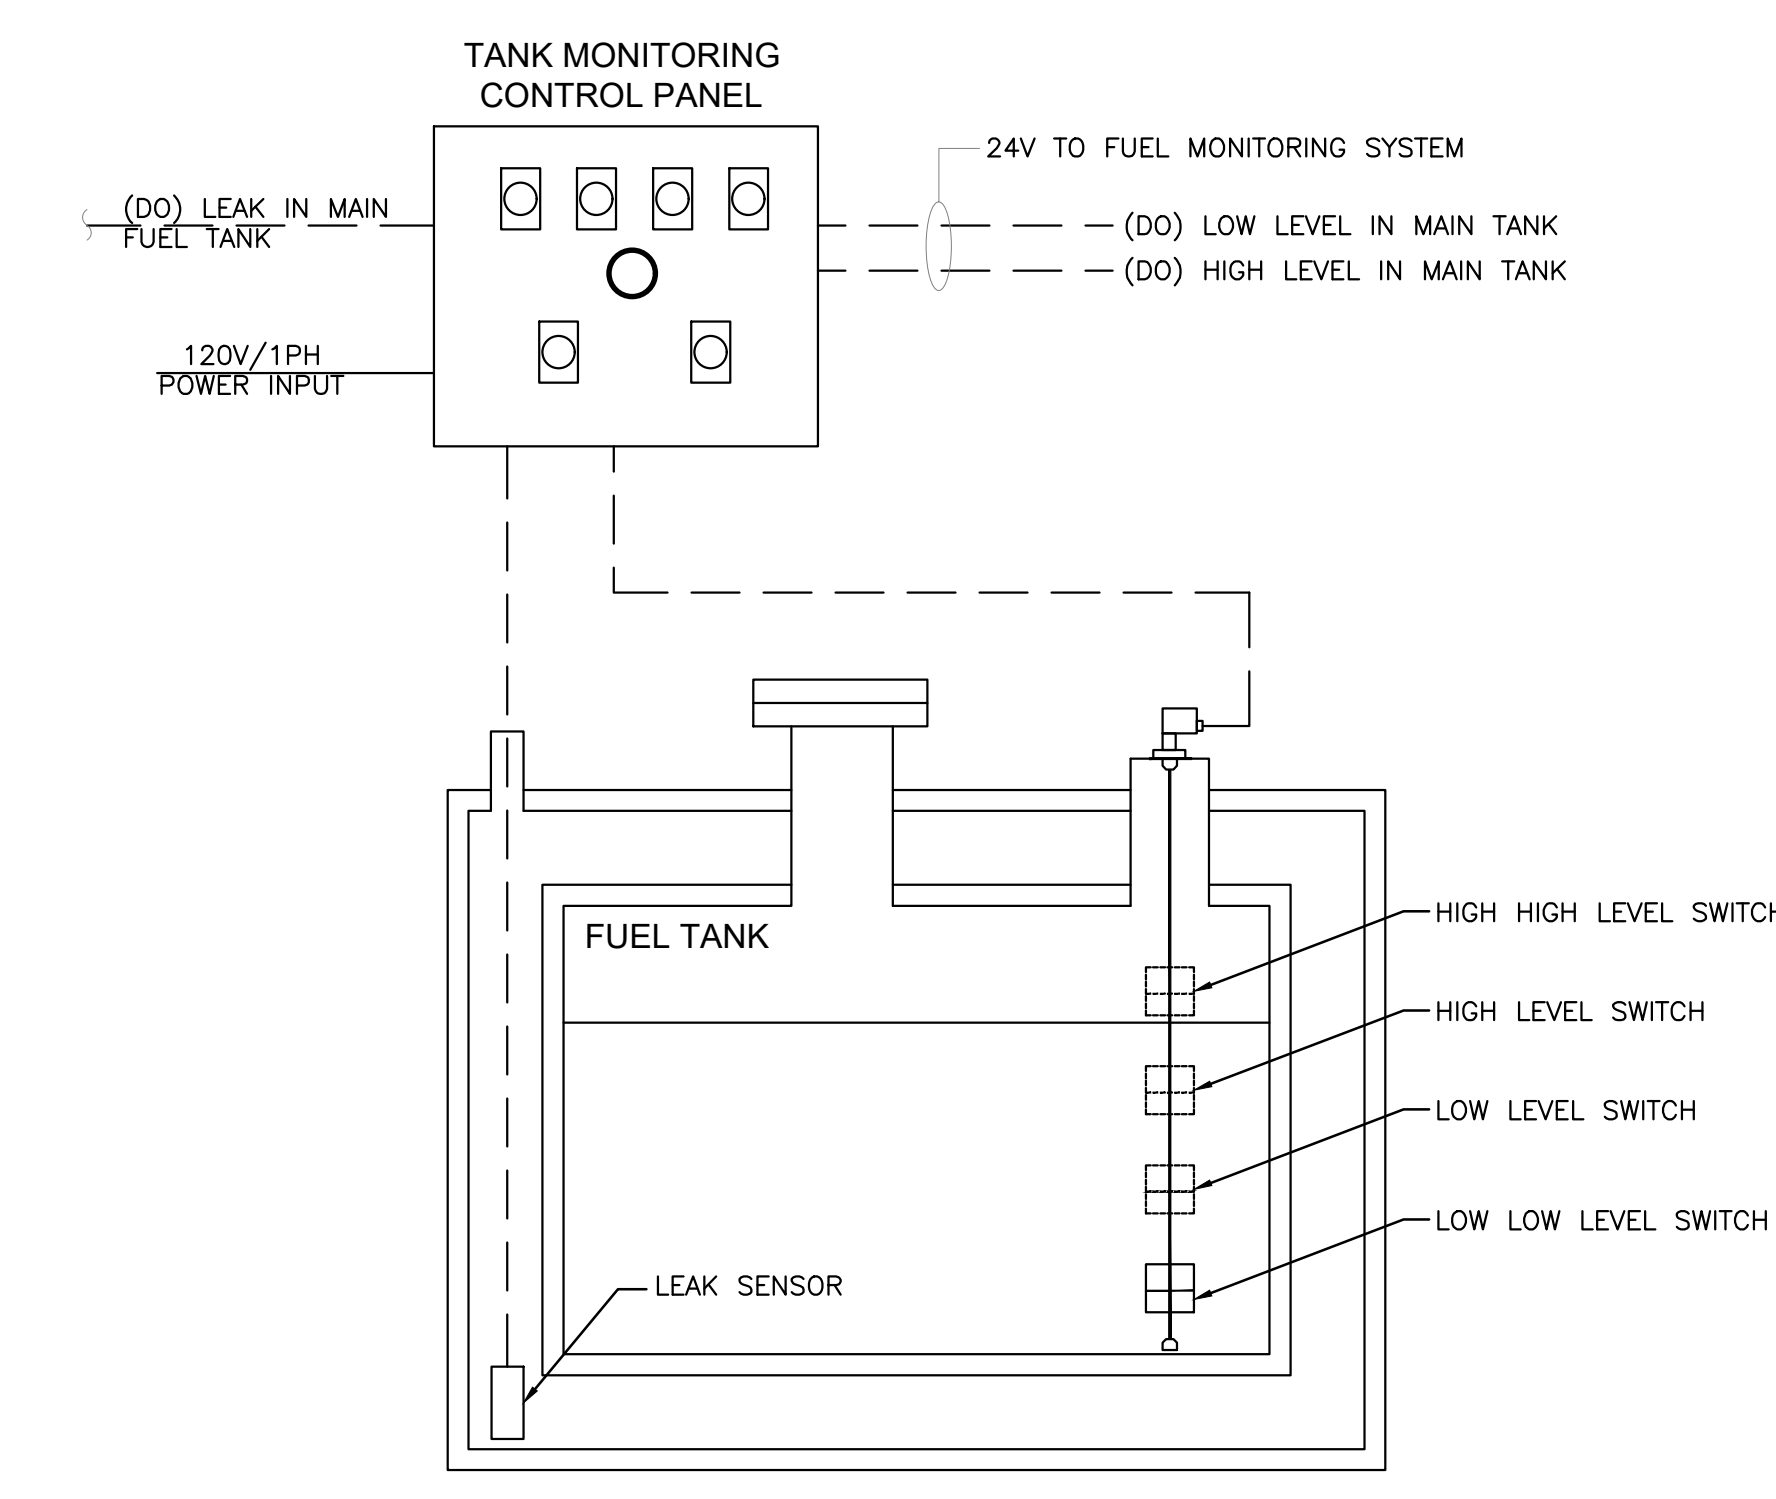 TANK MONITORING
CONTROL PANEL
24V TO FUEL MONITORING SYSTEM
(DO) LEAK IN MAIN
FUEL TANK
(DO) LOW LEVEL IN MAIN TANK
(DO) HIGH LEVEL IN MAIN TANK
120V/1PH
POWER INPUT
FUEL TANK
HIGH HIGH LEVEL SWITCH
HIGH LEVEL SWITCH
LOW LEVEL SWITCH
LOW LOW LEVEL SWITCH
LEAK SENSOR